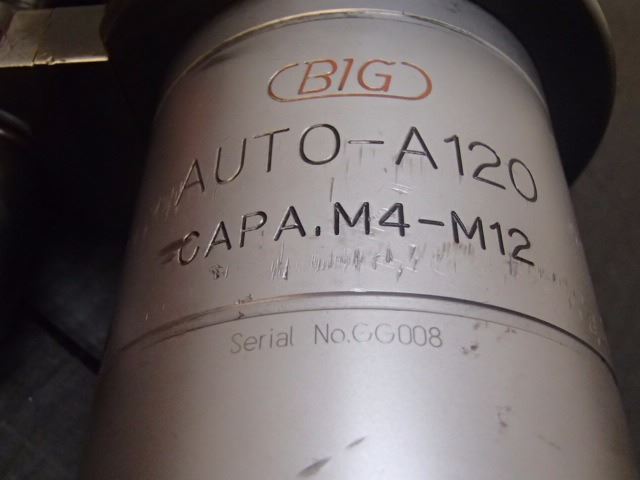 BIG
AUTO-A120
CAPA.M4-M12
Serial No.GG008